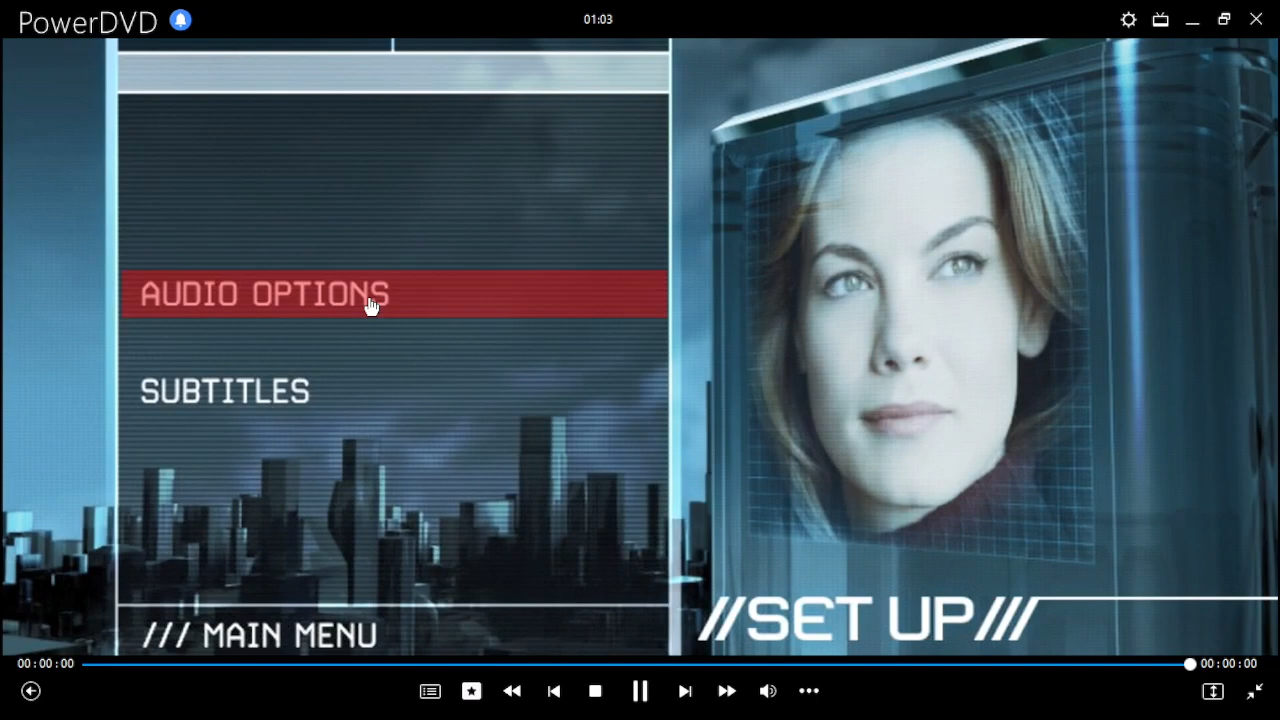 PowerDVD
01:03
AUDIO OPTIONS
SUBTITLES
/// MAIN MENU
//SET UP///
00:00:00
00:00:00